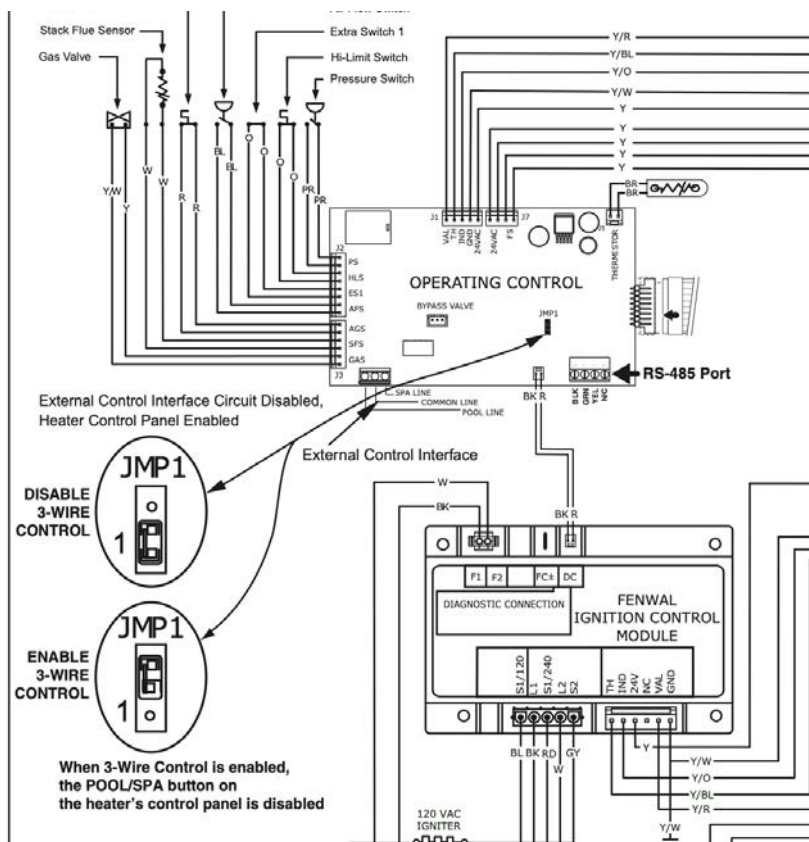 Stack Flue Sensor
Extra Switch 1
Gas Valve
Hi-Limit Switch
Pressure Switch
Y/R
Y/BL
Y/O
Y/W
Y
Y
Y
Y
BR
BR
Y/W
Y
W
W
R
R
BL
BL
O
O
O
O
PR
PR
J1
VAL
TH
IND
GND
24VAC
24VAC
FS
J7
THERMISTOR
J2
PS
HLS
ES1
AFS
AGS
SFS
GAS
J3
OPERATING CONTROL
BYPASS VALVE
JMP1
RS-485 Port
BLK
GRN
YEL
N/C
SPA LINE
COMMON LINE
POOL LINE
BK R
External Control Interface Circuit Disabled,
Heater Control Panel Enabled
External Control Interface
JMP1
DISABLE
3-WIRE
CONTROL
1
JMP1
ENABLE
3-WIRE
CONTROL
1
When 3-Wire Control is enabled,
the POOL/SPA button on
the heater's control panel is disabled
W
BK
BK R
F1
F2
FC±
DC
DIAGNOSTIC CONNECTION
FENWAL
IGNITION CONTROL
MODULE
S1/120
L1
S1/240
L2
S2
TH
IND
24V
NC
VAL
GND
BL
BK
RD
W
GY
Y
Y/W
Y/O
Y/BL
Y/R
Y/W
120 VAC
IGNITER